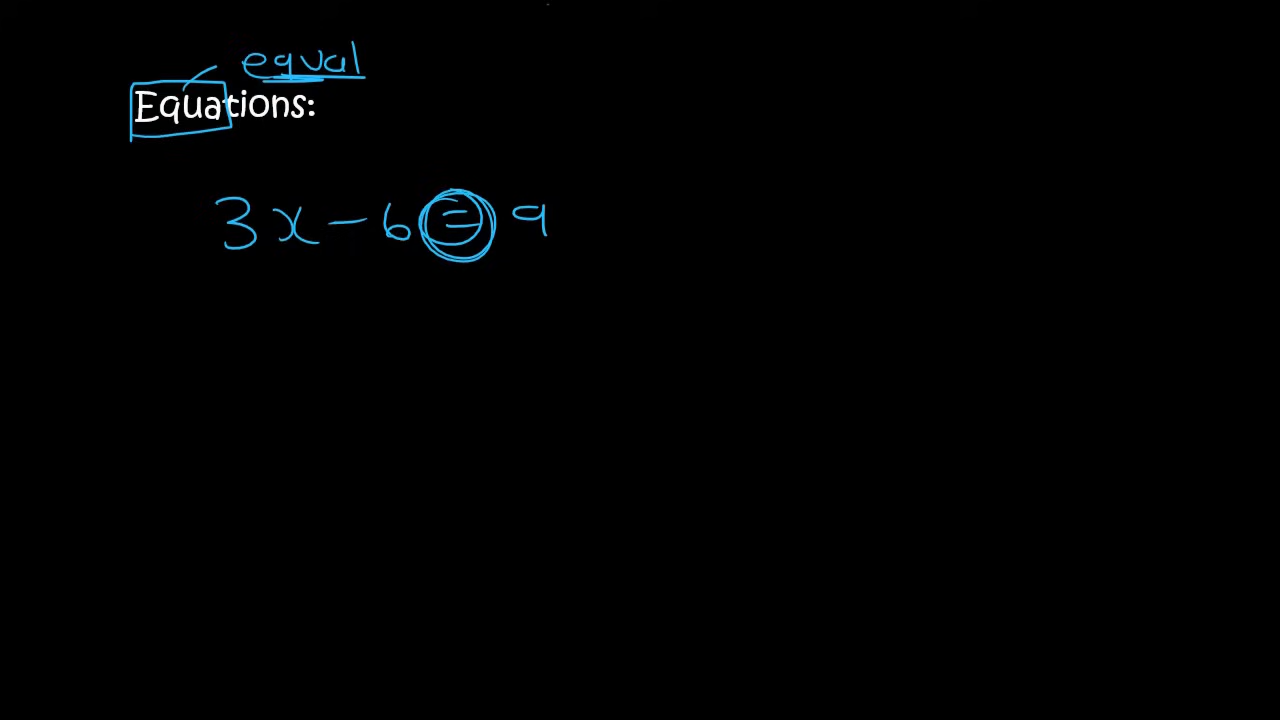 equal
Equations:
3x - 6 = 9